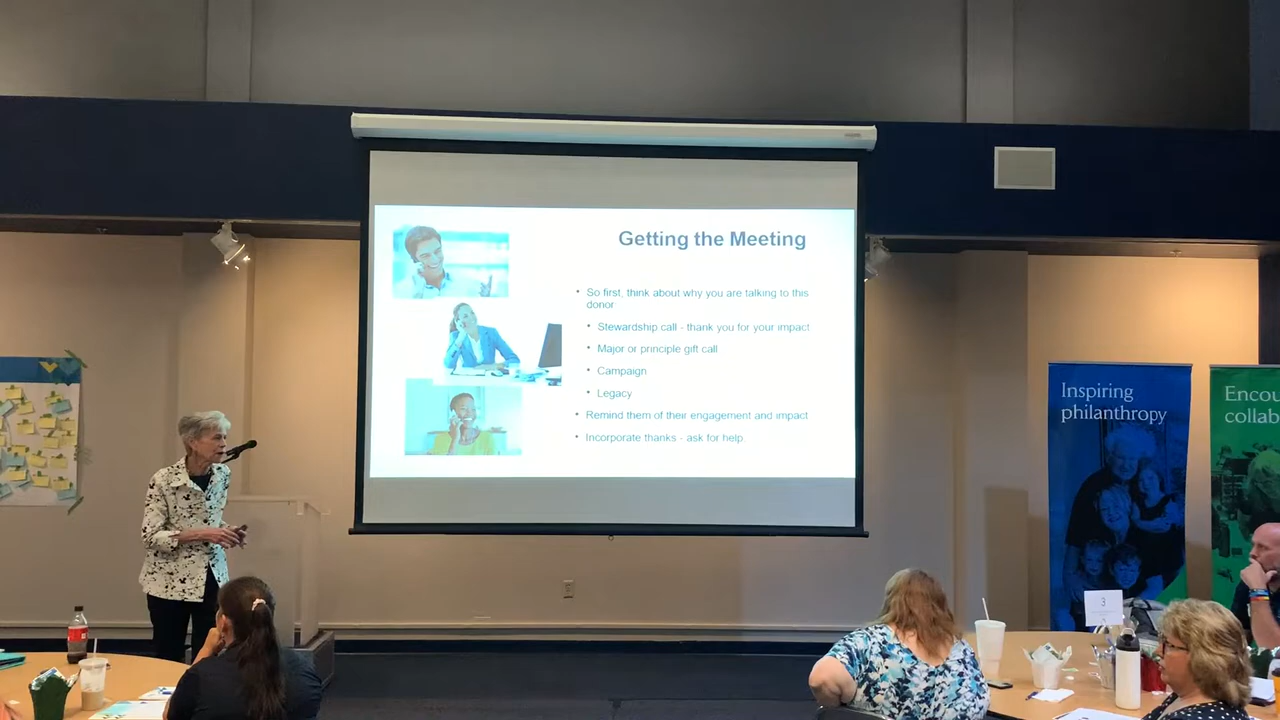 Getting the Meeting
• So first, think about why you are talking to this
donor:
• Stewardship call - thank you for your impact
• Major or principle gift call
• Campaign
• Legacy
• Remind them of their engagement and impact
• Incorporate thanks - ask for help.
Inspiring
philanthropy
Encou
collab
3